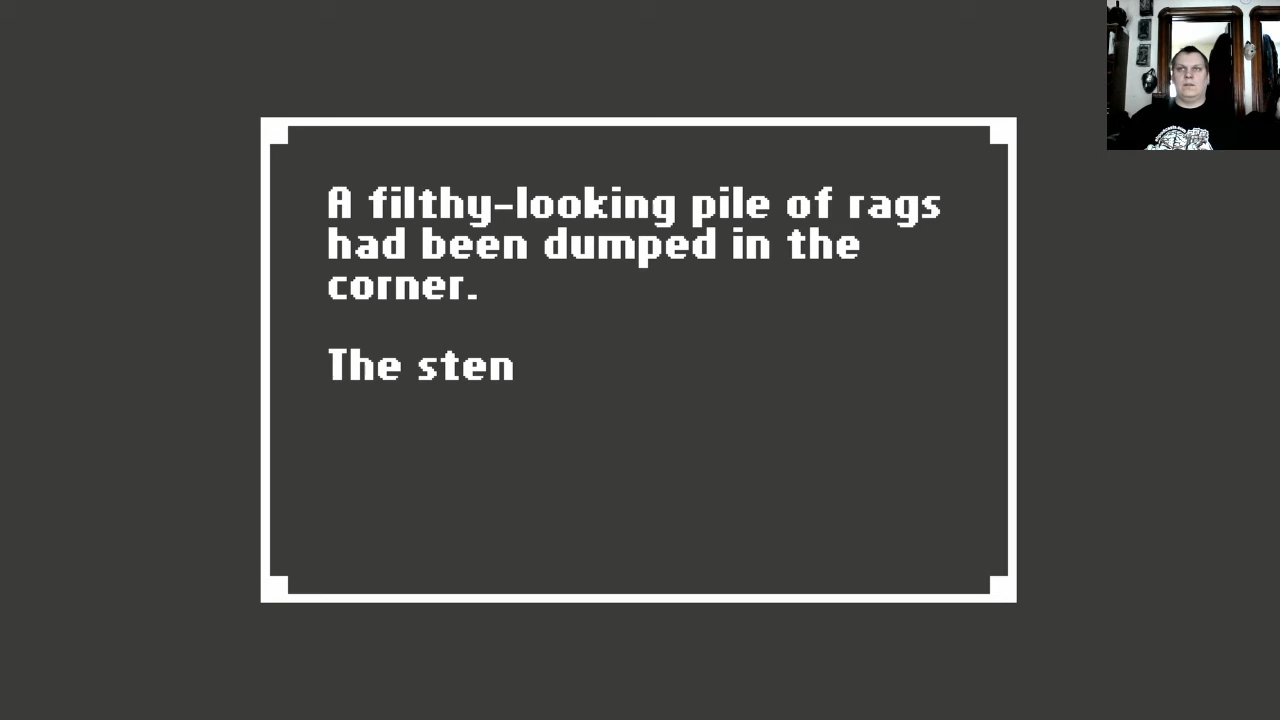 A filthy-looking pile of rags
had been dumped in the
corner.
The sten